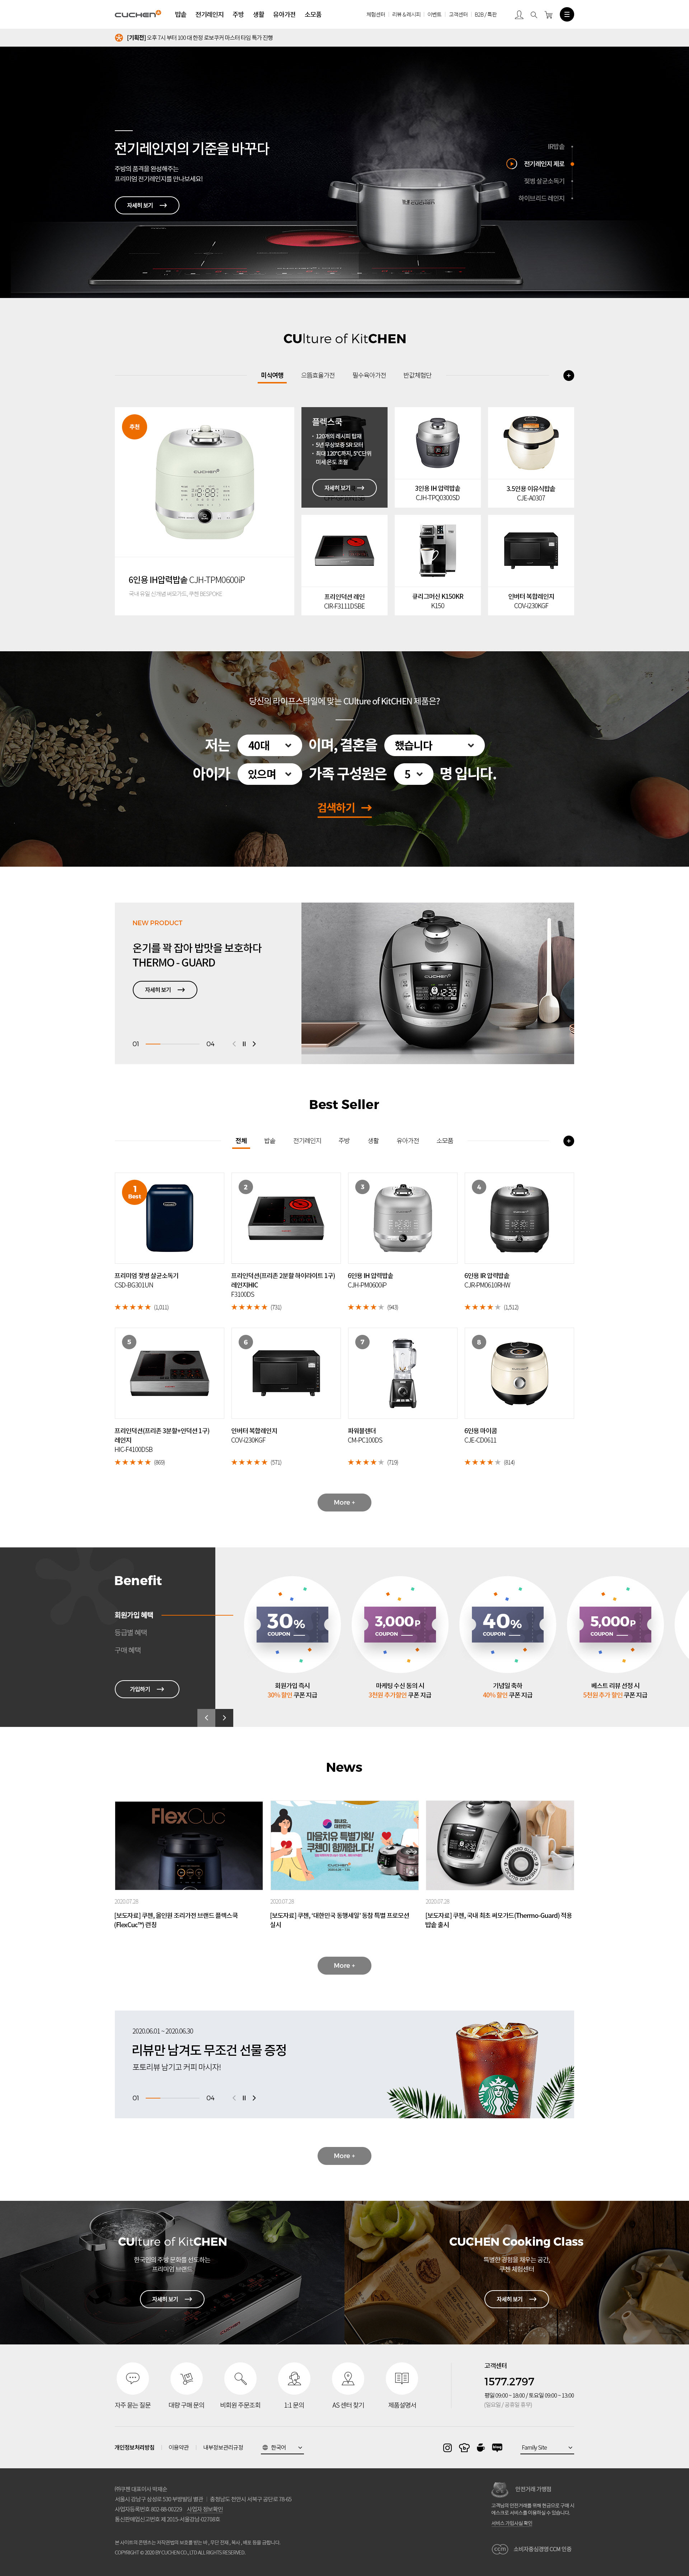 CUCHEN 밥솥 전기레인지 주방 생활 유아가전 소모품 체험센터 리뷰 & 레시피 이벤트 고객센터 B2B / 특판
[기획전] 오후 7시 부터 100 대 한정 로보쿠커 마스터 타임 특가 진행
전기레인지의 기준을 바꾸다
주방의 품격을 완성해주는
프리미엄 전기레인지를 만나보세요!
자세히 보기
IR밥솥
전기레인지 제로
젖병 살균소독기
하이브리드 레인지
CUCHEN
CUlture of KitCHEN
미식여행 으뜸효율가전 필수육아가전 반값체험단
추천
6인용 IH압력밥솥 CJH-TPM0600iP
플렉스쿡
· 120개의 레시피 탑재
· 5년 무상보증 SR 모터
· 최대 120℃까지, 5℃단위
미세 온도 조절
자세히 보기
3인용 IH 압력밥솥
CJH-TPQ0300SD
3.5인용 이유식밥솥
CJE-A0307
프리인덕션 레인
CIR-F3111DSBE
큐리그머신 K150KR
K150
인버터 복합레인지
COV-i230KGF
당신의 라이프스타일에 맞는 CUlture of KitCHEN 제품은?
저는 40대 이며, 결혼을 했습니다
아이가 있으며 가족 구성원은 5 명 입니다.
검색하기
NEW PRODUCT
온기를 꽉 잡아 밥맛을 보호하다
THERMO - GUARD
자세히 보기
01 04
CUCHEN
Best Seller
전체 밥솥 전기레인지 주방 생활 유아가전 소모품
1
Best
프리미엄 젖병 살균소독기
CSD-BG301UN
(1,011)
2
프리인덕션(프리존 2분할 하이라이트 1구)
레인지HIC
F3100DS
(731)
3
6인용 IH 압력밥솥
CJH-PM0600iP
(943)
4
6인용 IR 압력밥솥
CJR-PM0610RHW
(1,512)
5
프리인덕션(프리존 3분할+인덕션 1구)
레인지
HIC-F4100DSB
(869)
6
인버터 복합레인지
COV-i230KGF
(571)
7
파워블렌더
CM-PC100DS
(719)
8
6인용 마이콤
CJE-CD0611
(814)
More +
Benefit
회원가입 혜택
등급별 혜택
구매 혜택
가입하기
30%
COUPON
회원가입 즉시
30% 할인 쿠폰 지급
3,000P
COUPON
마케팅 수신 동의 시
3천원 추가할인 쿠폰 지급
40%
COUPON
기념일 축하
40% 할인 쿠폰 지급
5,000P
COUPON
베스트 리뷰 선정 시
5천원 추가 할인 쿠폰 지급
News
FlexCuc
2020.07.28
[보도자료] 쿠첸, 올인원 조리가전 브랜드 플렉스쿡
(FlexCuc™) 런칭
힘내요,
대한민국
마음치유 특별기획!
쿠첸이 함께합니다!
CUCHEN
2020.07.28
[보도자료] 쿠첸, '대한민국 동행세일' 동참 특별 프로모션
실시
2020.07.28
[보도자료] 쿠첸, 국내 최초 써모가드(Thermo-Guard) 적용
밥솥 출시
More +
2020.06.01 ~ 2020.06.30
리뷰만 남겨도 무조건 선물 증정
포토리뷰 남기고 커피 마시자!
01 04
More +
CUlture of KitCHEN
한국인의 주방 문화를 선도하는
프리미엄 브랜드
자세히 보기
CUCHEN Cooking Class
특별한 경험을 채우는 공간,
쿠첸 체험센터
자세히 보기
자주 묻는 질문 대량 구매 문의 비회원 주문조회 1:1 문의 AS 센터 찾기 제품설명서
고객센터
1577.2797
평일 09:00 ~ 18:00 / 토요일 09:00 ~ 13:00
(일요일 / 공휴일 휴무)
개인정보처리방침 이용약관 내부정보관리규정 한국어 blog Family Site
㈜쿠첸 대표이사 박재순
서울시 강남구 삼성로 530 부방빌딩 별관 충청남도 천안시 서북구 공단로 78-65
사업자등록번호 802-88-00229 사업자 정보확인
통신판매업신고번호 제 2015-서울강남-02708호
본 사이트의 콘텐츠는 저작권법의 보호를 받는 바, 무단 전재, 복사, 배포 등을 금합니다.
COPYRIGHT © 2020 BY CUCHEN CO., LTD ALL RIGHTS RESERVED.
안전거래 가맹점
고객님의 안전거래를 위해 현금으로 구매 시
에스크로 서비스를 이용하실 수 있습니다.
서비스 가입사실 확인
ccm 소비자중심경영 CCM 인증